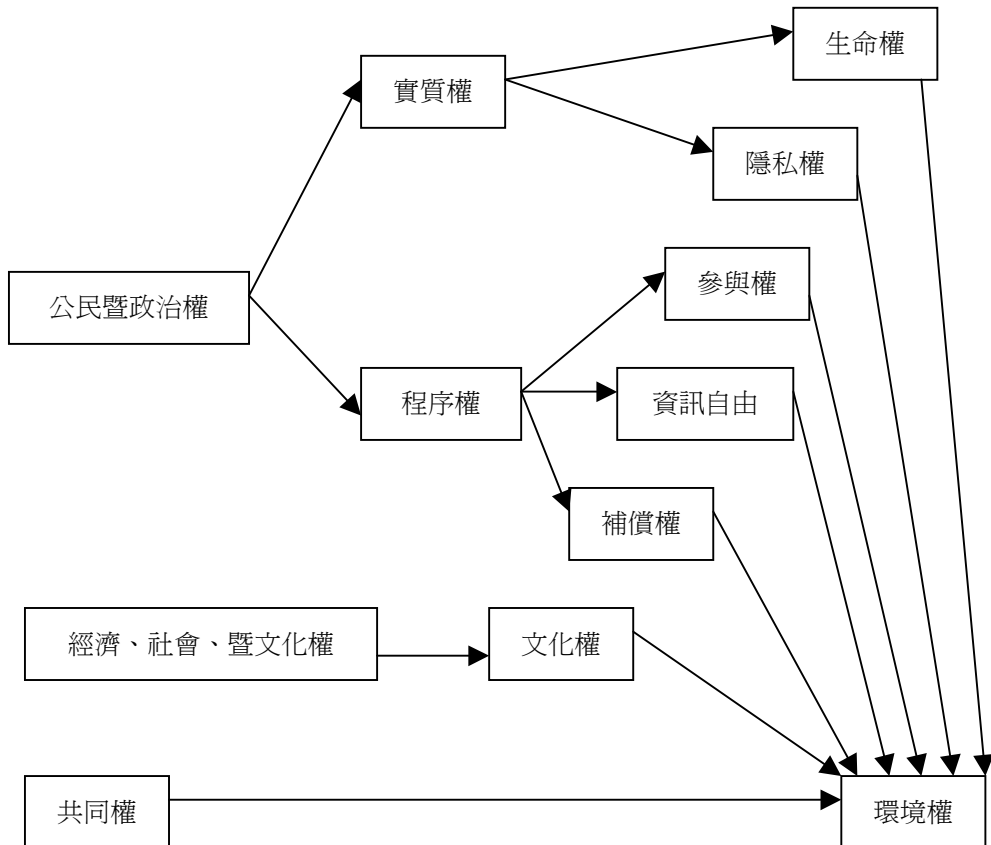 生命權
實質權
隱私權
公民暨政治權
參與權
程序權
資訊自由
補償權
經濟、社會、暨文化權
文化權
共同權
環境權